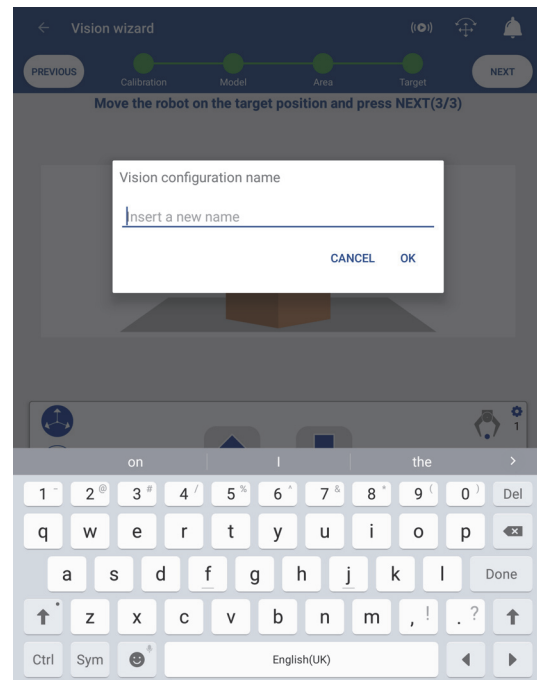 Vision wizard
PREVIOUS
NEXT
Calibration Model Area Target
Move the robot on the target position and press NEXT(3/3)
Vision configuration name
Insert a new name
CANCEL OK
1
on I the
1 ~ 2 @ 3 # 4 / 5 % 6 ^ 7 & 8 * 9 ( 0 ) Del
q w e r t y u i o p
a s d f g h j k l Done
z x c v b n m , ! . ?
Ctrl Sym English(UK)